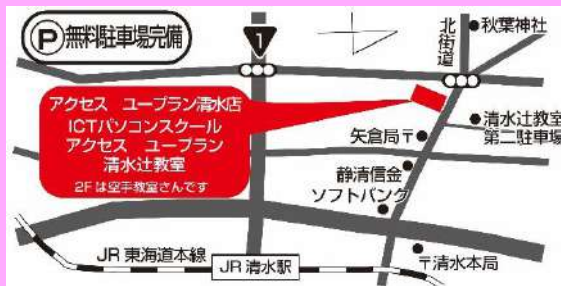 P 無料駐車場完備
1
北街道
秋葉神社
アクセス ユープラン清水店
ICTパソコンスクール
アクセス ユープラン
清水辻教室
2Fは空手教室さんです
矢倉局〒
清水辻教室
第二駐車場
静清信金
ソフトバンク
JR 東海道本線
JR 清水駅
〒清水本局